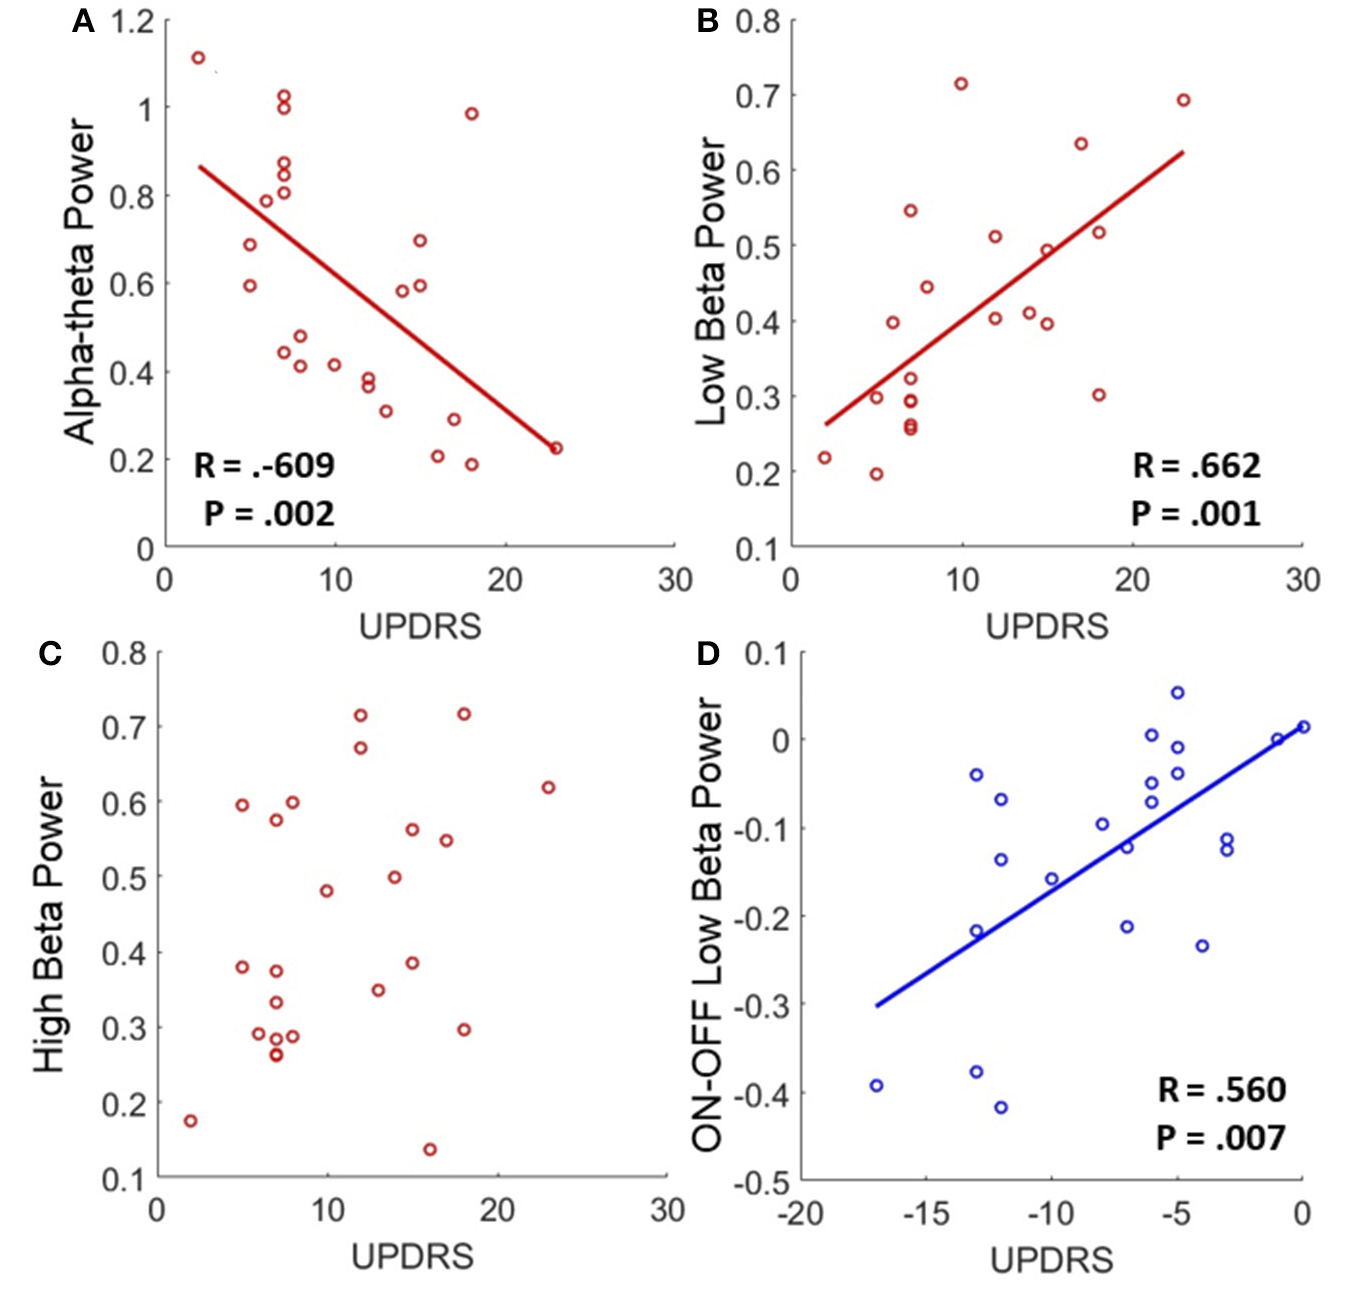 A
1.2
1
0.8
0.6
0.4
0.2
0
Alpha-theta Power
R = .-609
P = .002
0 10 20 30
UPDRS
B
0.8
0.7
0.6
0.5
0.4
0.3
0.2
0.1
Low Beta Power
R = .662
P = .001
0 10 20 30
UPDRS
C
0.8
0.7
0.6
0.5
0.4
0.3
0.2
0.1
High Beta Power
0 10 20 30
UPDRS
D
0.1
0
-0.1
-0.2
-0.3
-0.4
-0.5
ON-OFF Low Beta Power
R = .560
P = .007
-20 -15 -10 -5 0
UPDRS